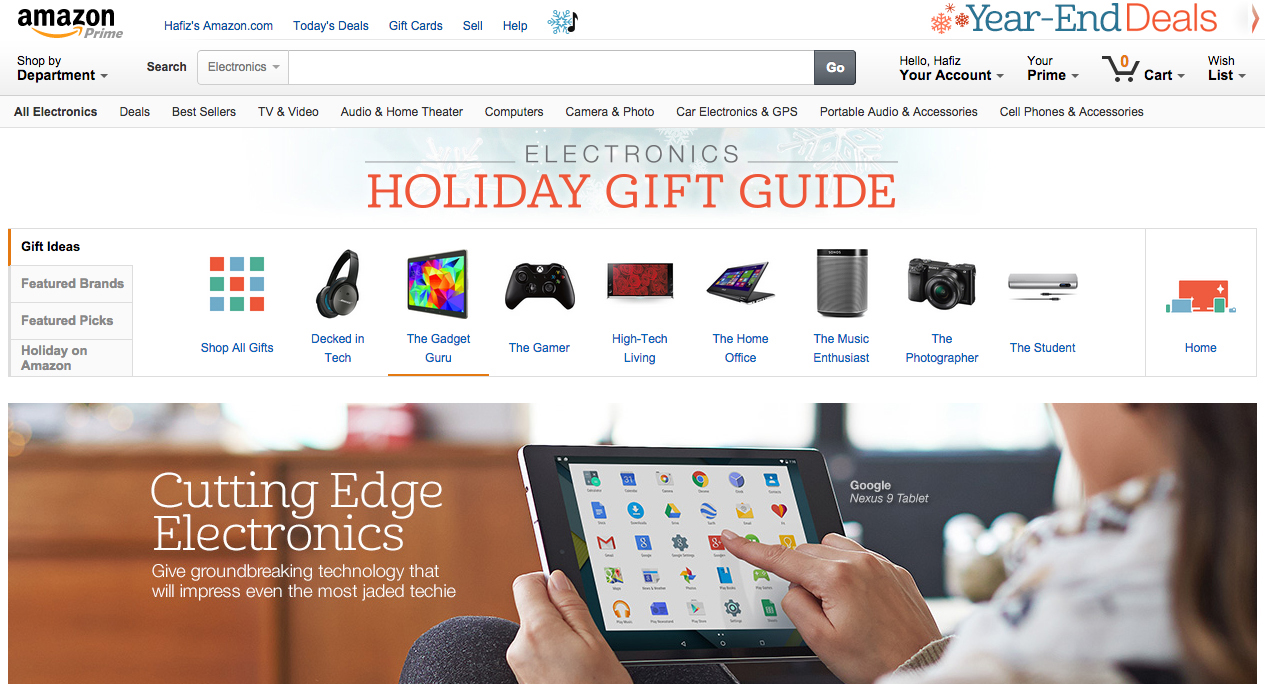 amazon
Prime
Hafiz's Amazon.com Today's Deals Gift Cards Sell Help
Year-End Deals
Shop by
Department
Search
Electronics
Go
Hello, Hafiz
Your Account
Your
Prime
0
Cart
Wish
List
All Electronics Deals Best Sellers TV & Video Audio & Home Theater Computers Camera & Photo Car Electronics & GPS Portable Audio & Accessories Cell Phones & Accessories
ELECTRONICS
HOLIDAY GIFT GUIDE
Gift Ideas
Featured Brands
Featured Picks
Holiday on
Amazon
Shop All Gifts
Decked in
Tech
The Gadget
Guru
The Gamer
High-Tech
Living
The Home
Office
SONOS
The Music
Enthusiast
SONY
The
Photographer
The Student
Home
Cutting Edge
Electronics
Give groundbreaking technology that
will impress even the most jaded techie
Google
Nexus 9 Tablet